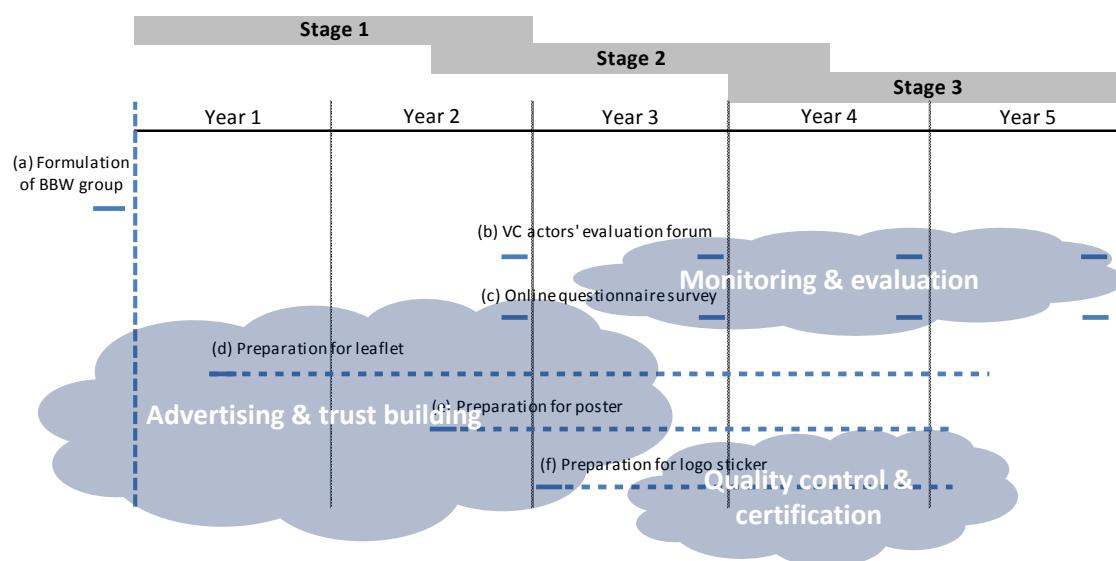 Stage 1
Stage 2
Stage 3
Year 1
Year 2
Year 3
Year 4
Year 5
(a) Formulation
of BBW group
(b) VC actors' evaluation forum
Monitoring & evaluation
(c) Online questionnaire survey
(d) Preparation for leaflet
Advertising & trust building
(e) Preparation for poster
(f) Preparation for logo sticker
Quality control &
certification